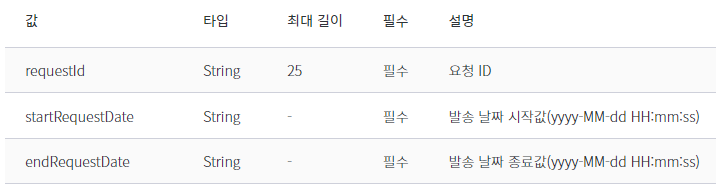 값 타입 최대 길이 필수 설명
requestId String 25 필수 요청 ID
startRequestDate String - 필수 발송 날짜 시작값(yyyy-MM-dd HH:mm:ss)
endRequestDate String - 필수 발송 날짜 종료값(yyyy-MM-dd HH:mm:ss)